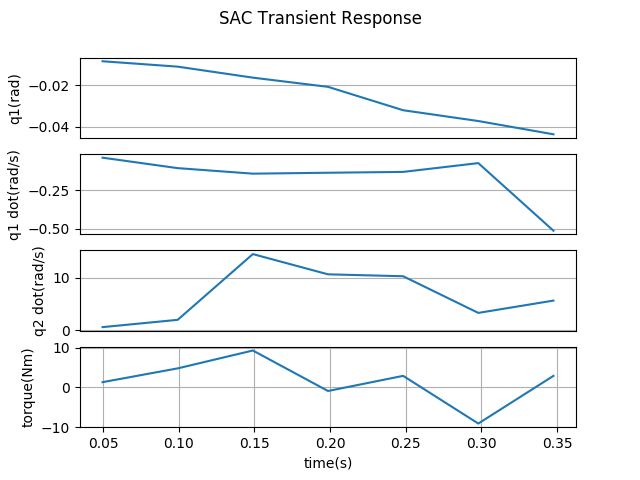 SAC Transient Response
q1(rad)
−0.02
−0.04
q1 dot(rad/s)
−0.25
−0.50
q2 dot(rad/s)
10
0
torque(Nm)
10
0
−10
0.05 0.10 0.15 0.20 0.25 0.30 0.35
time(s)